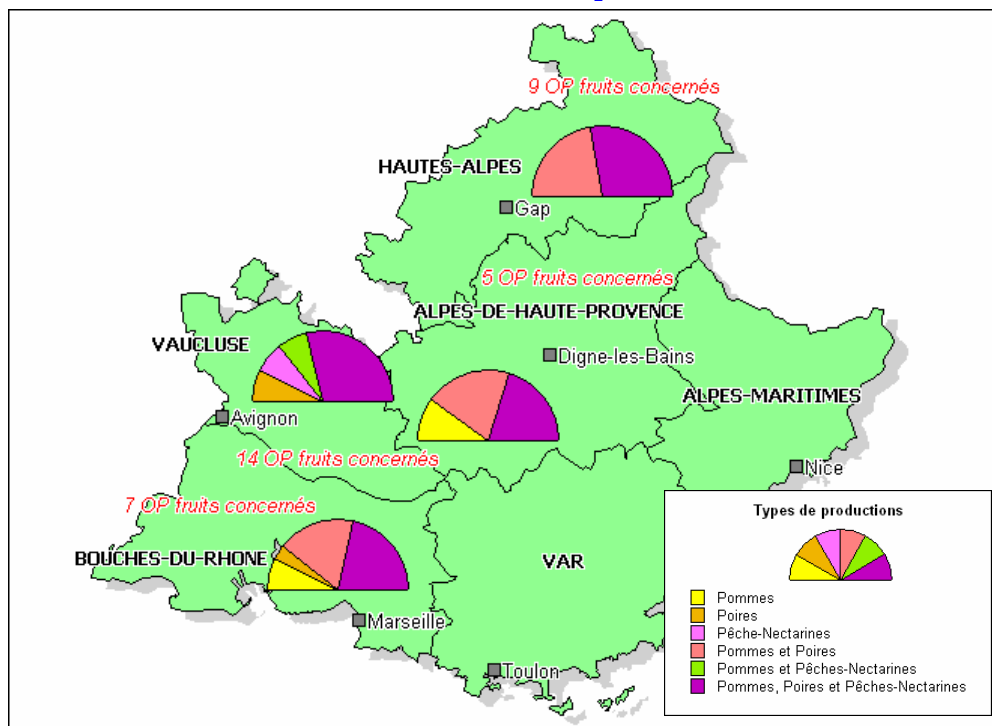 9 OP fruits concernés
HAUTES-ALPES
Gap
5 OP fruits concernés
ALPES-DE-HAUTE-PROVENCE
VAUCLUSE
Digne-les-Bains
ALPES-MARITIMES
Avignon
14 OP fruits concernés
Nice
7 OP fruits concernés
BOUCHES-DU-RHONE
VAR
Marseille
Toulon
Types de productions
Pommes
Poires
Pêche-Nectarines
Pommes et Poires
Pommes et Pêches-Nectarines
Pommes, Poires et Pêches-Nectarines